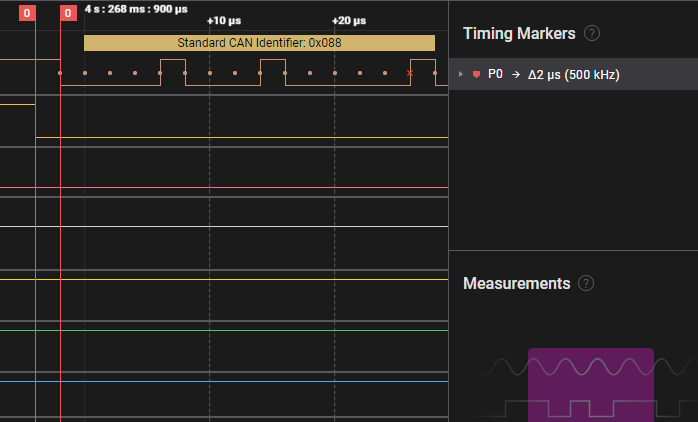 0
0
4 s : 268 ms : 900 µs
+10 µs
+20 µs
Standard CAN Identifier: 0x088
Timing Markers ?
P0 → Δ2 µs (500 kHz)
Measurements ?